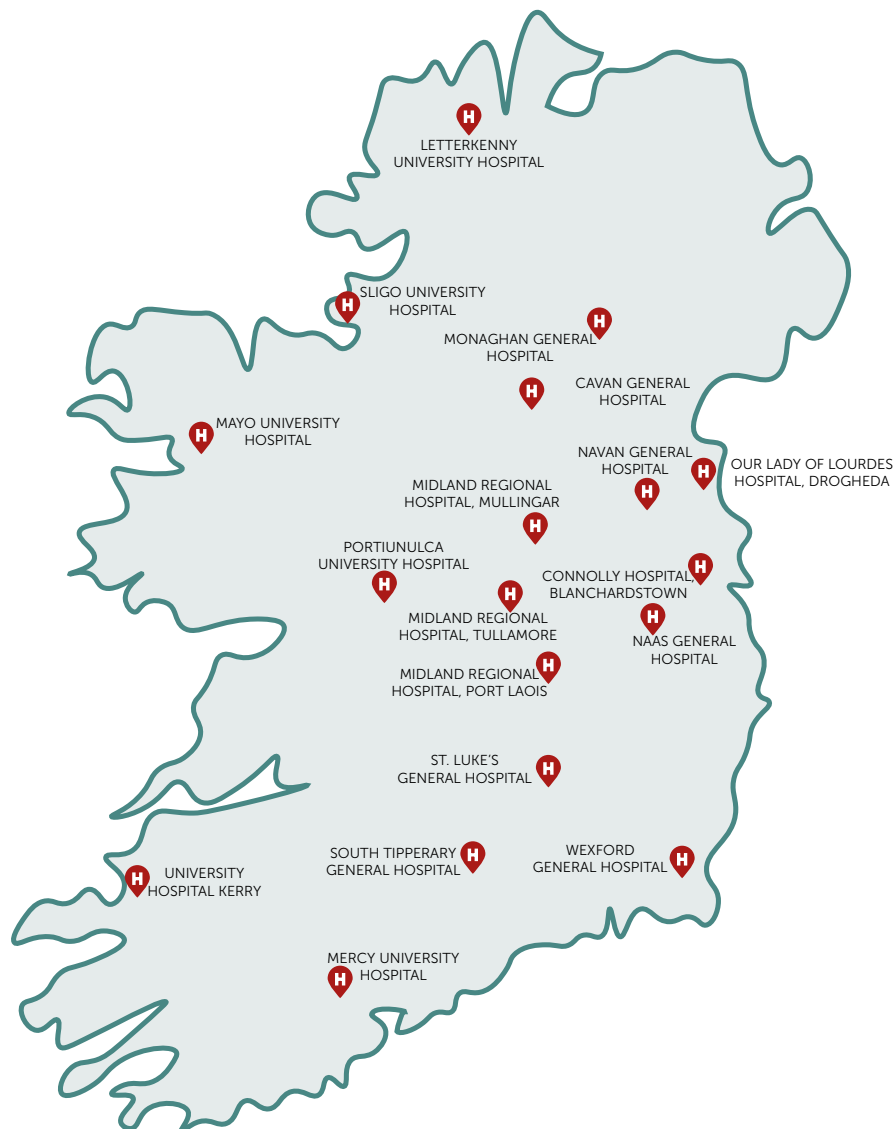 H
LETTERKENNY
UNIVERSITY HOSPITAL
H
SLIGO UNIVERSITY
HOSPITAL
H
MONAGHAN GENERAL
HOSPITAL
H
CAVAN GENERAL
HOSPITAL
H
MAYO UNIVERSITY
HOSPITAL
NAVAN GENERAL
HOSPITAL
H
H
OUR LADY OF LOURDES
HOSPITAL, DROGHEDA
MIDLAND REGIONAL
HOSPITAL, MULLINGAR
H
PORTIUNULCA
UNIVERSITY HOSPITAL
H
CONNOLLY HOSPITAL,
BLANCHARDSTOWN
H
H
MIDLAND REGIONAL
HOSPITAL, TULLAMORE
H
NAAS GENERAL
HOSPITAL
H
MIDLAND REGIONAL
HOSPITAL, PORT LAOIS
ST. LUKE'S
GENERAL HOSPITAL
H
SOUTH TIPPERARY
GENERAL HOSPITAL
H
WEXFORD
GENERAL HOSPITAL
H
H
UNIVERSITY
HOSPITAL KERRY
MERCY UNIVERSITY
HOSPITAL
H